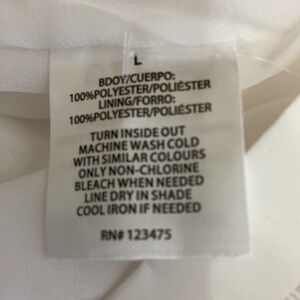 L
BDOY/CUERPO:
100%POLYESTER/POLIÉSTER
LINING/FORRO:
100%POLYESTER/POLIÉSTER
TURN INSIDE OUT
MACHINE WASH COLD
WITH SIMILAR COLOURS
ONLY NON-CHLORINE
BLEACH WHEN NEEDED
LINE DRY IN SHADE
COOL IRON IF NEEDED
RN# 123475